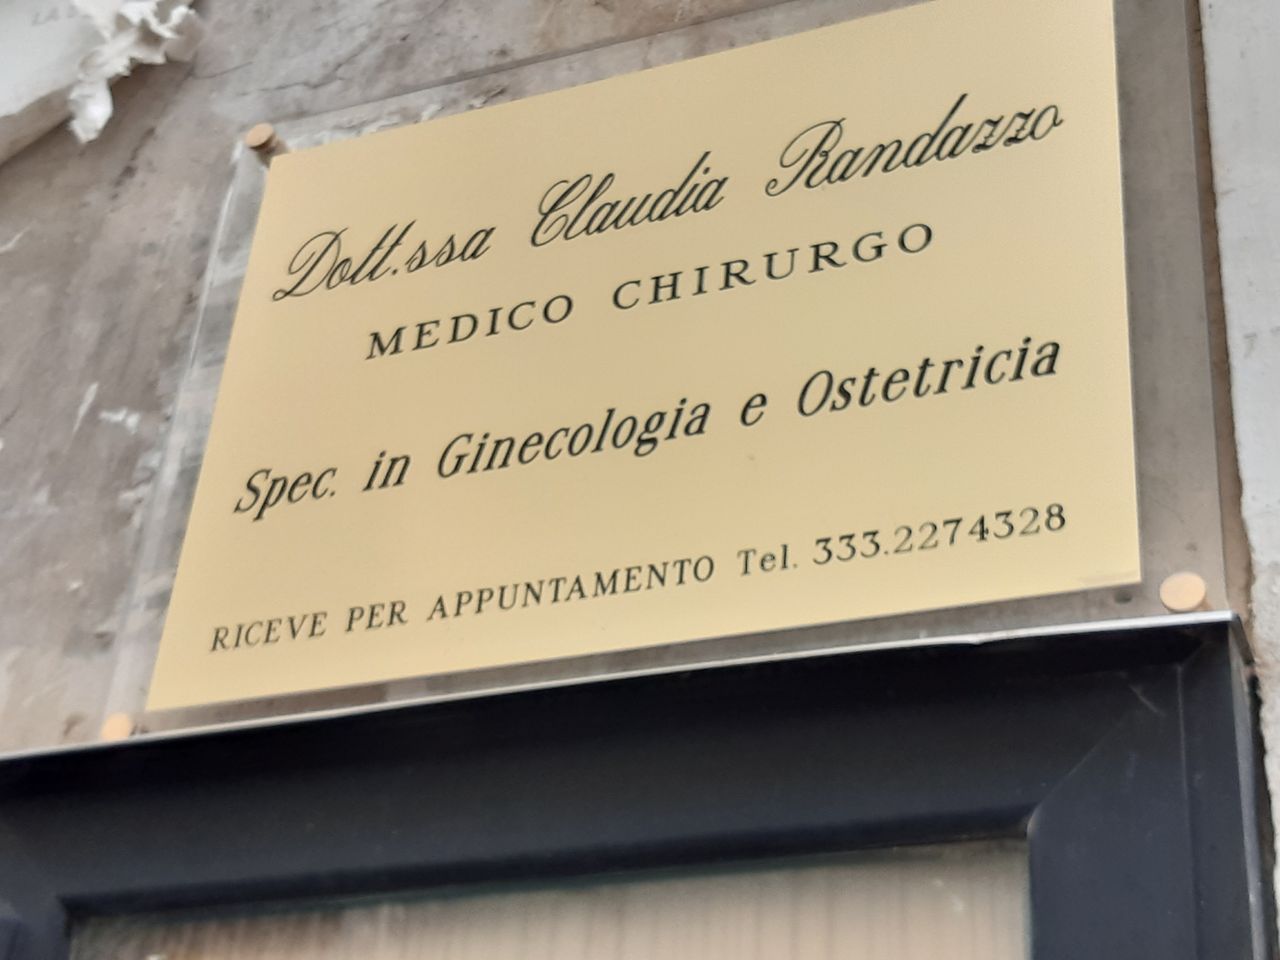 Dott.ssa Claudia Randazzo
MEDICO CHIRURGO
Spec. in Ginecologia e Ostetricia
RICEVE PER APPUNTAMENTO Tel. 333.2274328